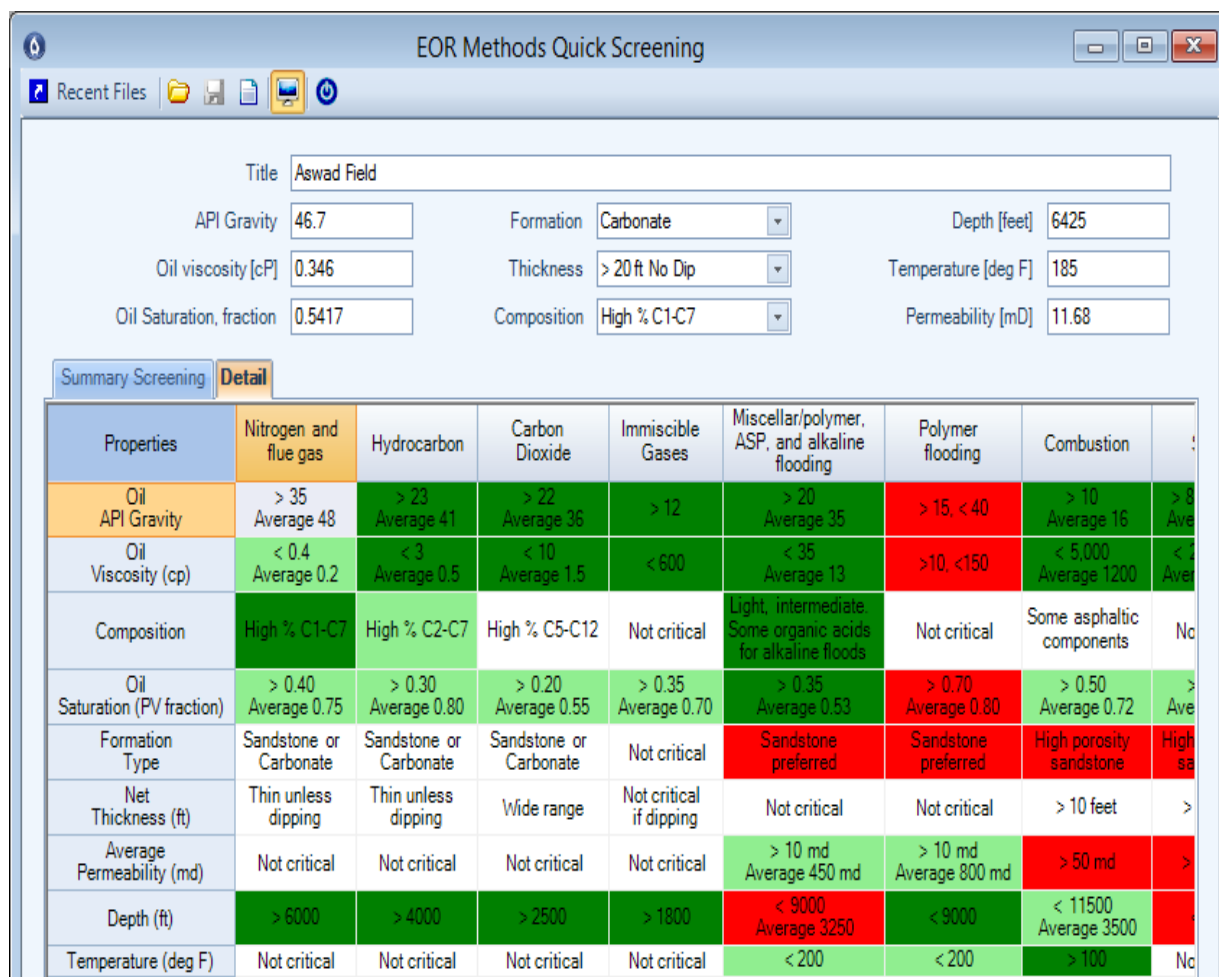 EOR Methods Quick Screening
Recent Files
Title Aswad Field
API Gravity 46.7 Formation Carbonate Depth [feet] 6425
Oil viscosity [cP] 0.346 Thickness > 20 ft No Dip Temperature [deg F] 185
Oil Saturation, fraction 0.5417 Composition High % C1-C7 Permeability [mD] 11.68
Summary Screening Detail
Properties
Nitrogen and
flue gas
Hydrocarbon
Carbon
Dioxide
Immiscible
Gases
Miscellar/polymer,
ASP, and alkaline
flooding
Polymer
flooding
Combustion
Oil
API Gravity
> 35
Average 48
> 23
Average 41
> 22
Average 36
> 12
> 20
Average 35
> 15, < 40
> 10
Average 16
> 8
Ave
Oil
Viscosity (cp)
< 0.4
Average 0.2
< 3
Average 0.5
< 10
Average 1.5
< 600
< 35
Average 13
>10, <150
< 5,000
Average 1200
< 2
Aver
Composition
High % C1-C7
High % C2-C7
High % C5-C12
Not critical
Light, intermediate.
Some organic acids
for alkaline floods
Not critical
Some asphaltic
components
No
Oil
Saturation (PV fraction)
> 0.40
Average 0.75
> 0.30
Average 0.80
> 0.20
Average 0.55
> 0.35
Average 0.70
> 0.35
Average 0.53
> 0.70
Average 0.80
> 0.50
Average 0.72
>
Ave
Formation
Type
Sandstone or
Carbonate
Sandstone or
Carbonate
Sandstone or
Carbonate
Not critical
Sandstone
preferred
Sandstone
preferred
High porosity
sandstone
High
sa
Net
Thickness (ft)
Thin unless
dipping
Thin unless
dipping
Wide range
Not critical
if dipping
Not critical
Not critical
> 10 feet
>
Average
Permeability (md)
Not critical
Not critical
Not critical
Not critical
> 10 md
Average 450 md
> 10 md
Average 800 md
> 50 md
>
Depth (ft)
> 6000
> 4000
> 2500
> 1800
< 9000
Average 3250
< 9000
< 11500
Average 3500
Temperature (deg F)
Not critical
Not critical
Not critical
Not critical
< 200
< 200
> 100
No